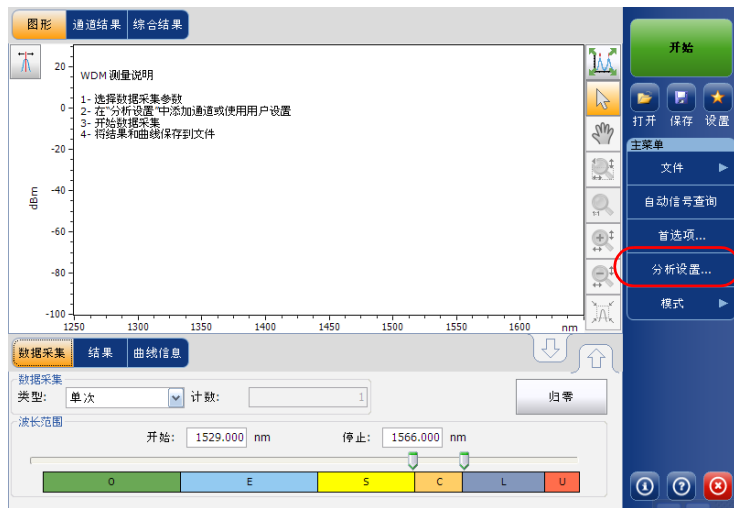 图形 通道结果 综合结果
WDM 测量说明
1- 选择数据采集参数
2- 在"分析设置"中添加通道或使用用户设置
3- 开始数据采集
4- 将结果和曲线保存到文件
dBm
20
0
-20
-40
-60
-80
-100
1250 1300 1350 1400 1450 1500 1550 1600 nm
1:1
开始
打开 保存 设置
主菜单
文件
自动信号查询
首选项...
分析设置...
模式
数据采集 结果 曲线信息
数据采集
类型: 单次 计数: 1 归零
波长范围
开始: 1529.000 nm 停止: 1566.000 nm
O E S C L U